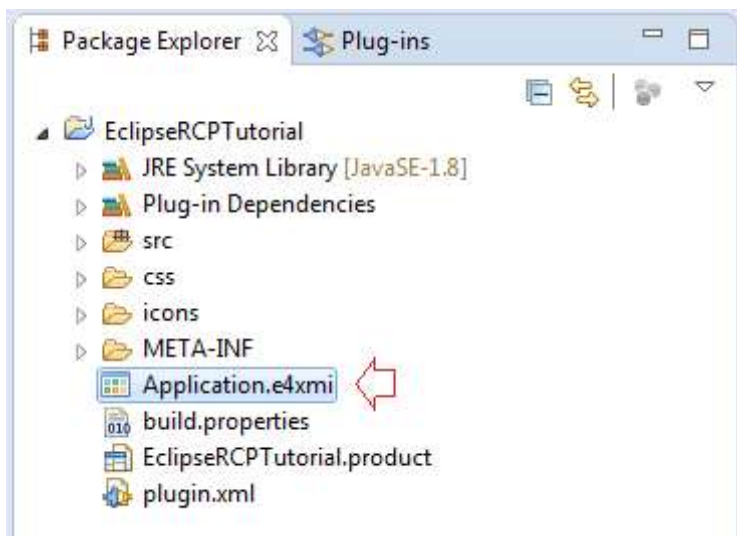 Package Explorer Plug-ins
EclipseRCPTutorial
JRE System Library [JavaSE-1.8]
Plug-in Dependencies
src
css
icons
META-INF
Application.e4xmi
010 build.properties
EclipseRCPTutorial.product
plugin.xml